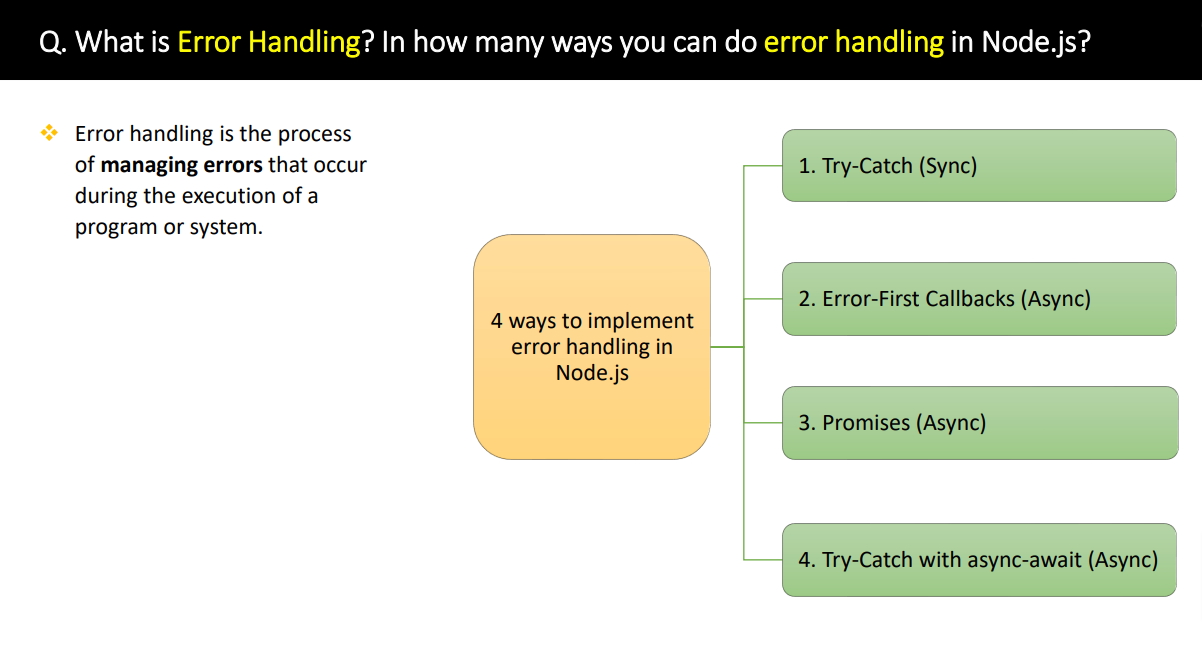 Q. What is Error Handling? In how many ways you can do error handling in Node.js?
Error handling is the process
of managing errors that occur
during the execution of a
program or system.
4 ways to implement
error handling in
Node.js
1. Try-Catch (Sync)
2. Error-First Callbacks (Async)
3. Promises (Async)
4. Try-Catch with async-await (Async)